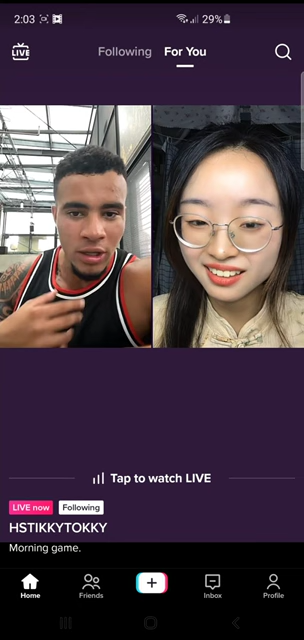 2:03
29%
LIVE
Following
For You
Tap to watch LIVE
LIVE now
Following
HSTIKKYTOKKY
Morning game.
Home
Friends
Inbox
Profile